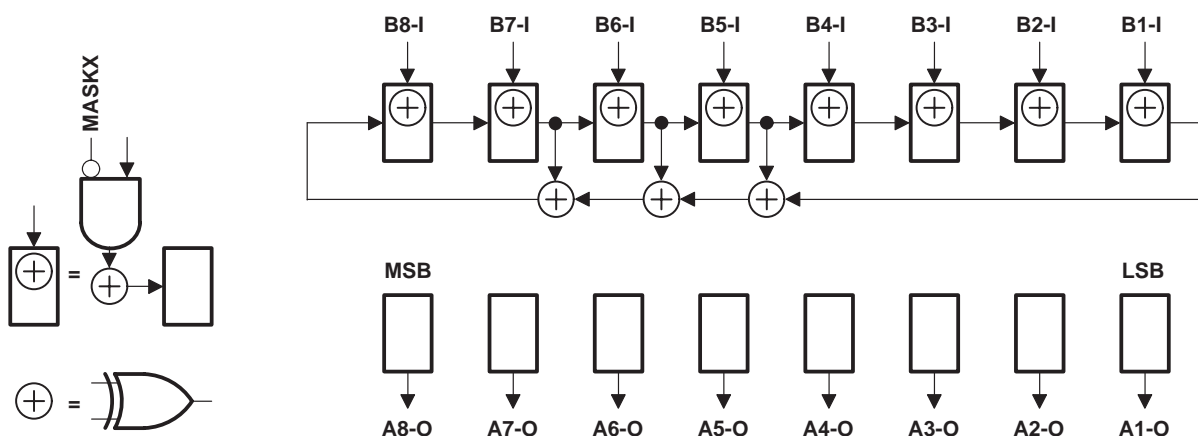 B8-I B7-I B6-I B5-I B4-I B3-I B2-I B1-I
MASKX
=
MSB LSB
=
A8-O A7-O A6-O A5-O A4-O A3-O A2-O A1-O